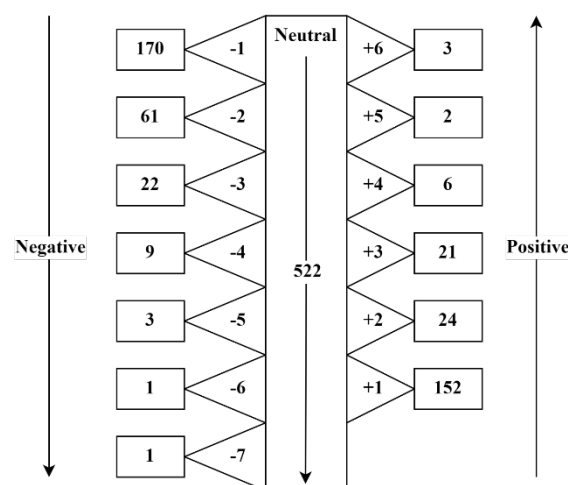 Neutral
170 -1 +6 3
61 -2 +5 2
22 -3 +4 6
Negative 9 -4 +3 21 Positive
522
3 -5 +2 24
1 -6 +1 152
1 -7